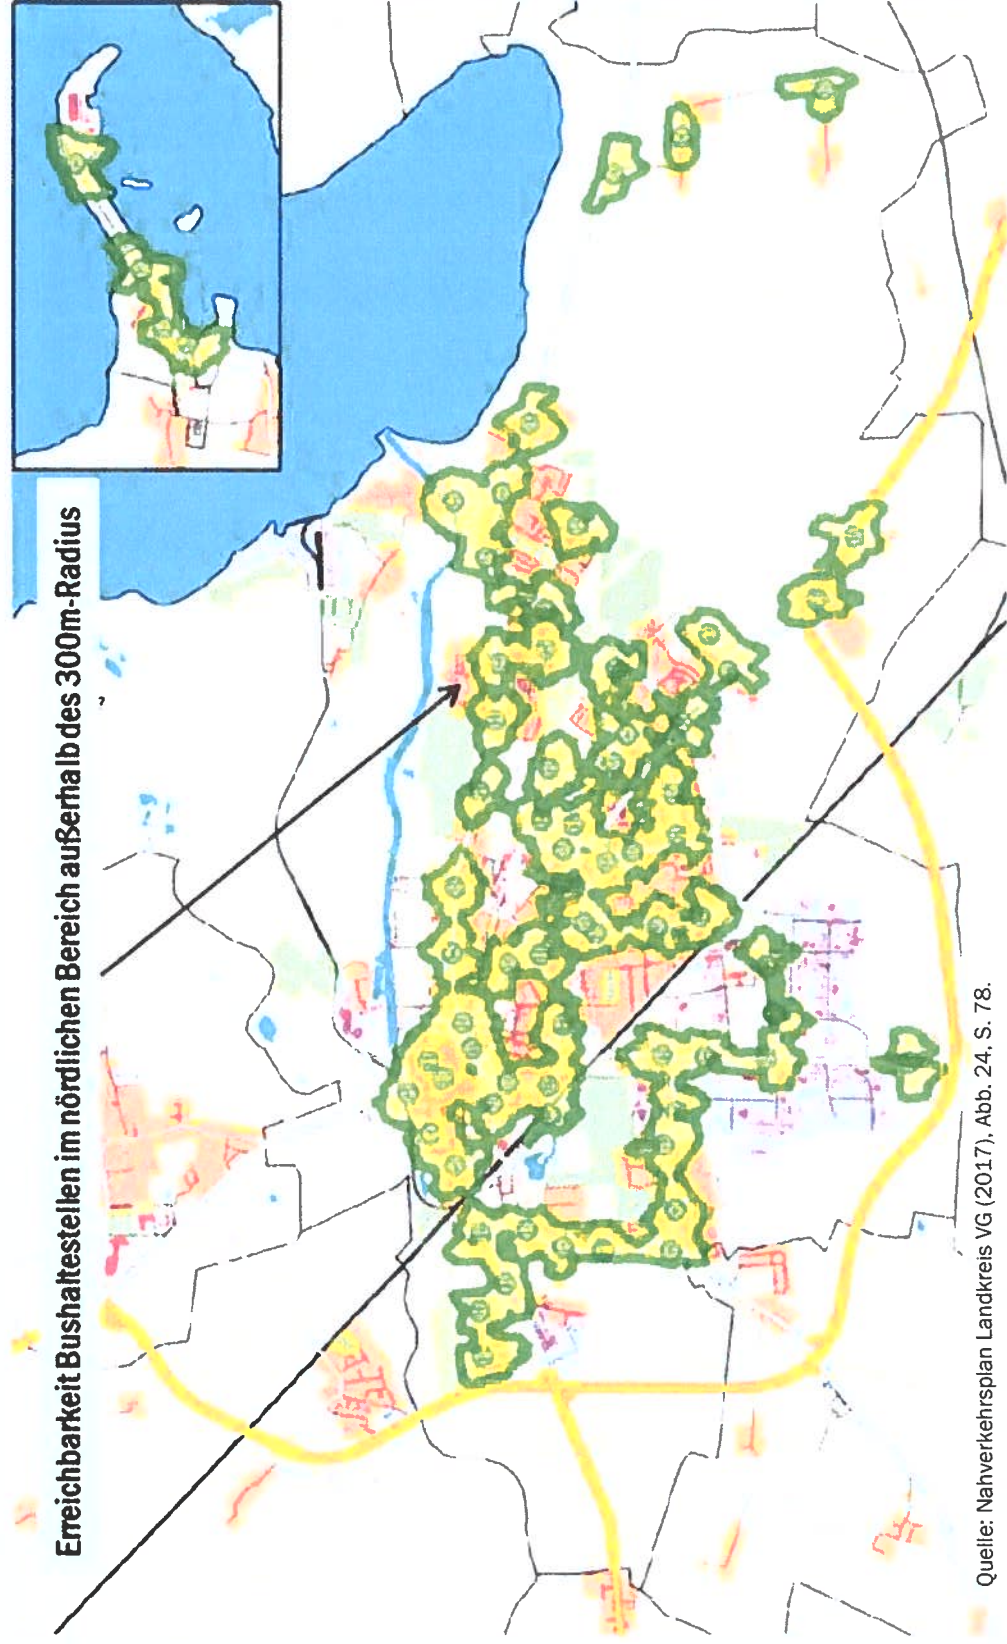 Erreichbarkeit Bushaltestellen im nördlichen Bereich außerhalb des 300m-Radius
?
Quelle: Nahverkehrsplan Landkreis VG (2017), Abb. 24, S. 78.